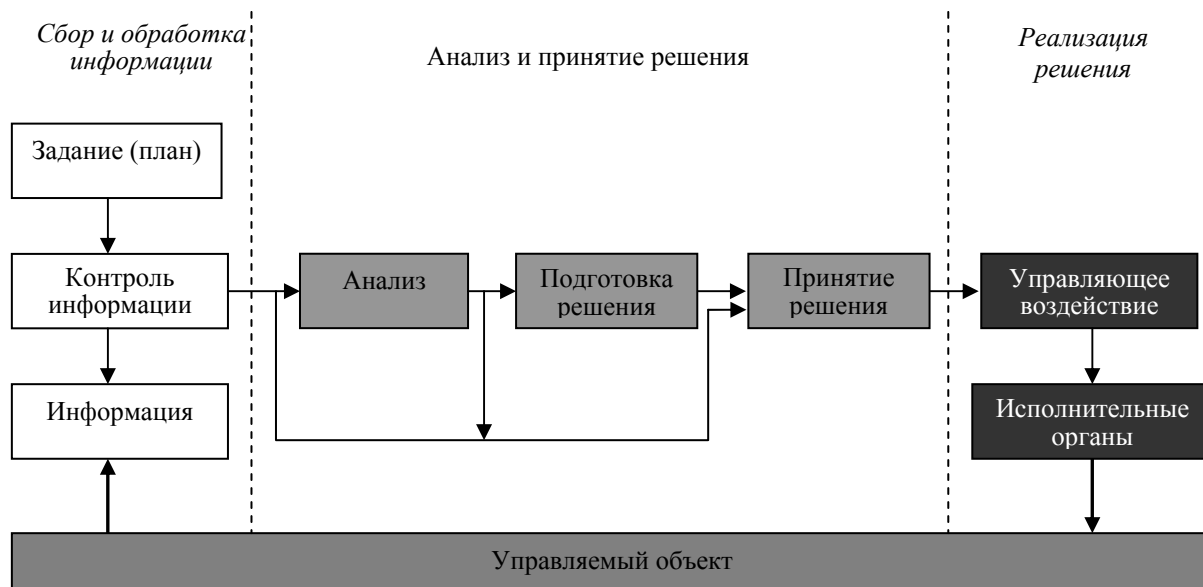 Сбор и обработка
информации
Анализ и принятие решения
Реализация
решения
Задание (план)
Контроль
информации
Анализ
Подготовка
решения
Принятие
решения
Управляющее
воздействие
Информация
Исполнительные
органы
Управляемый объект